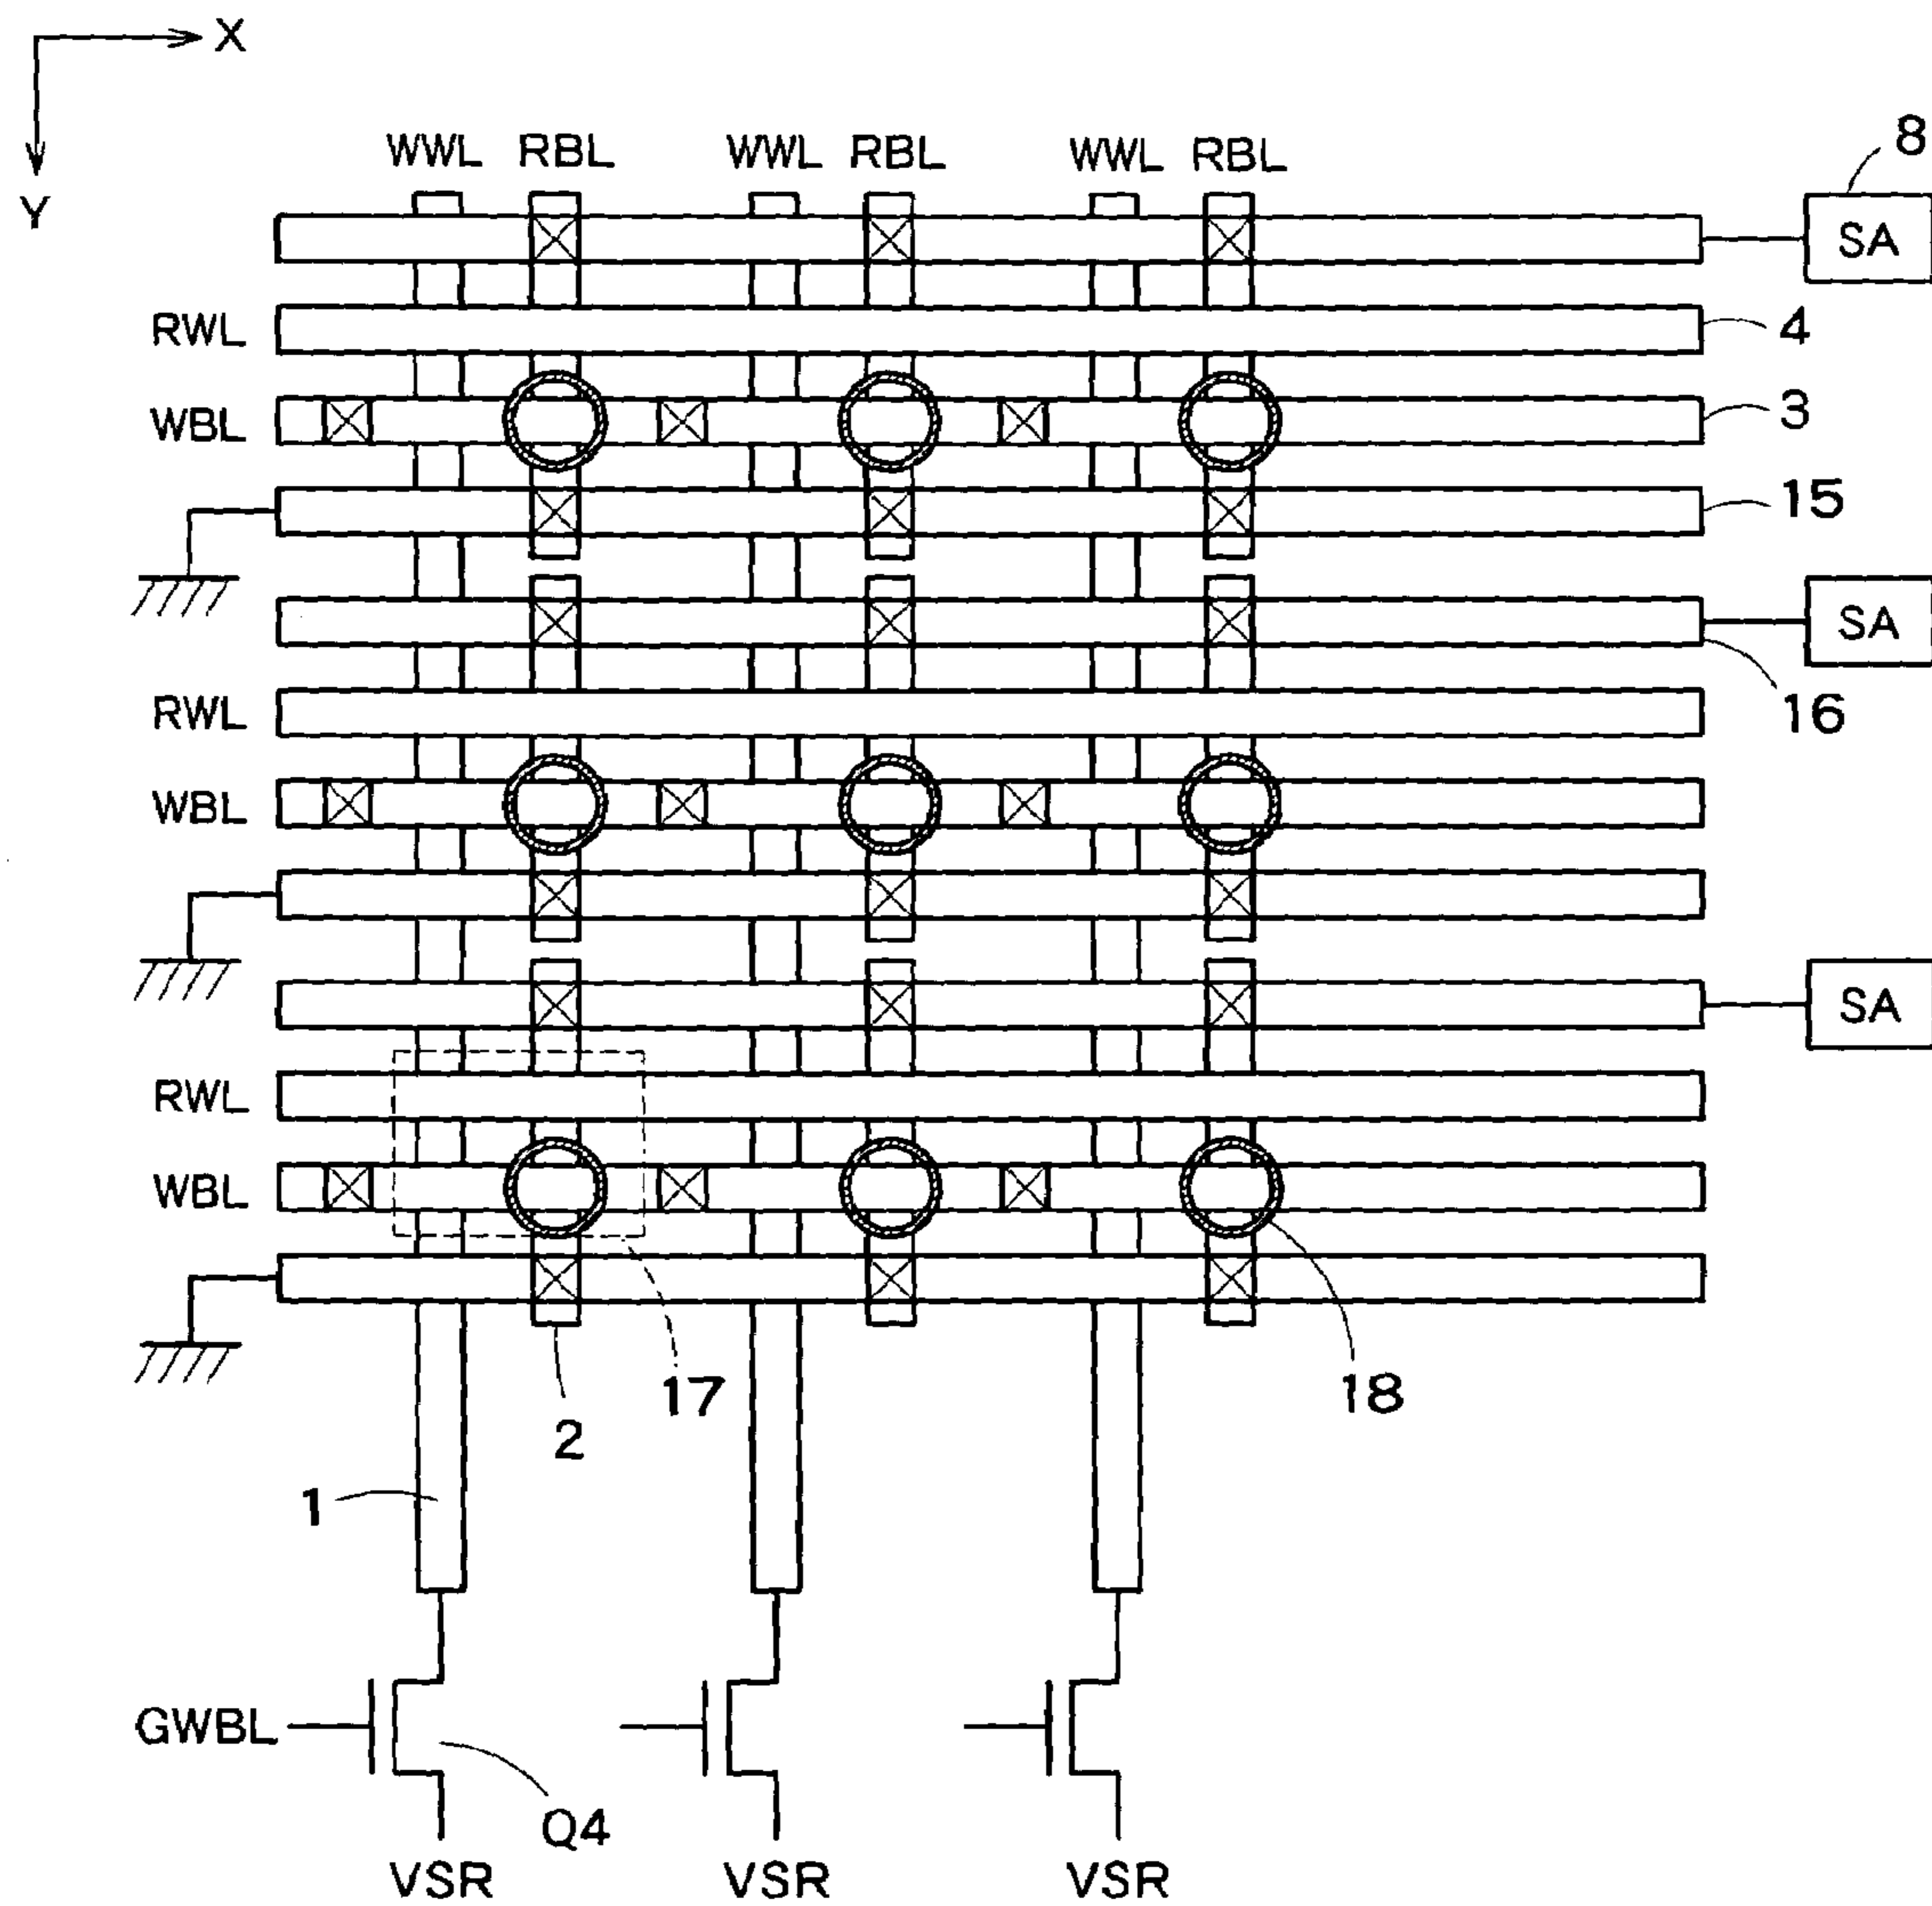 X
Y
WWL RBL WWL RBL WWL RBL
8
SA
RWL
4
WBL
3
15
SA
RWL
16
WBL
SA
RWL
WBL
17
18
2
1
GWBL
Q4
VSR VSR VSR